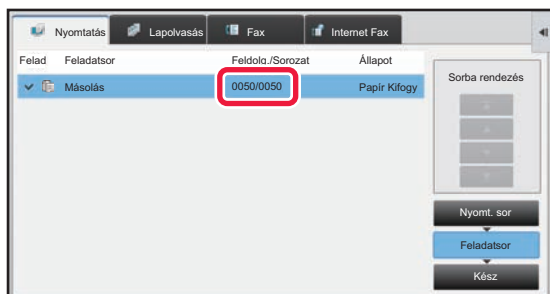 Nyomtatás Lapolvasás Fax Internet Fax
Felad Feladatsor Feldolg./Sorozat Állapot
Másolás 0050/0050 Papír Kifogy
Sorba rendezés
Nyomt. sor
Feladatsor
Kész